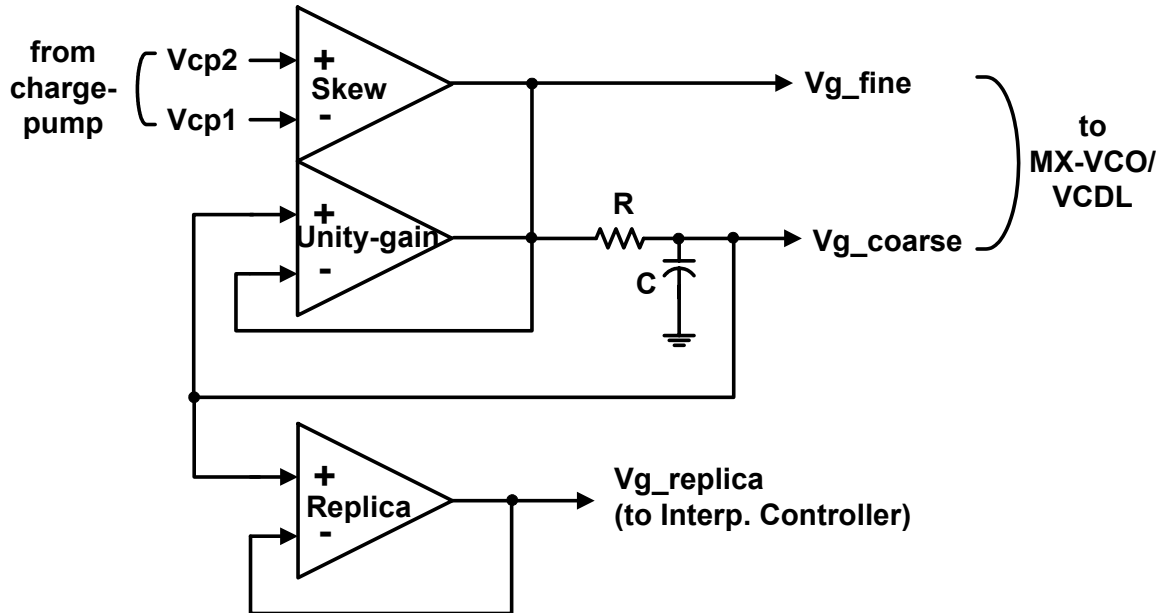 from
charge-
pump
Vcp2
Vcp1
+
Skew
-
Vg_fine
to
MX-VCO/
VCDL
+
Unity-gain
-
R
C
Vg_coarse
+
Replica
-
Vg_replica
(to Interp. Controller)